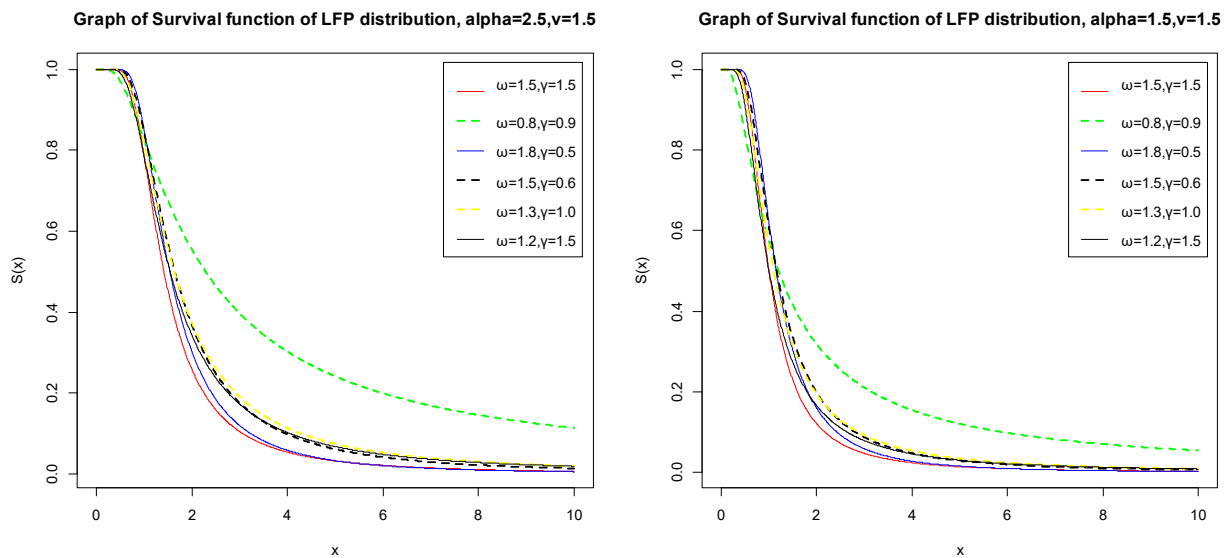 Graph of Survival function of LFP distribution, alpha=2.5,v=1.5
S(x)
1.0
0.8
0.6
0.4
0.2
0.0
ω=1.5,γ=1.5
ω=0.8,γ=0.9
ω=1.8,γ=0.5
ω=1.5,γ=0.6
ω=1.3,γ=1.0
ω=1.2,γ=1.5
0 2 4 6 8 10
x
Graph of Survival function of LFP distribution, alpha=1.5,v=1.5
S(x)
1.0
0.8
0.6
0.4
0.2
0.0
ω=1.5,γ=1.5
ω=0.8,γ=0.9
ω=1.8,γ=0.5
ω=1.5,γ=0.6
ω=1.3,γ=1.0
ω=1.2,γ=1.5
0 2 4 6 8 10
x